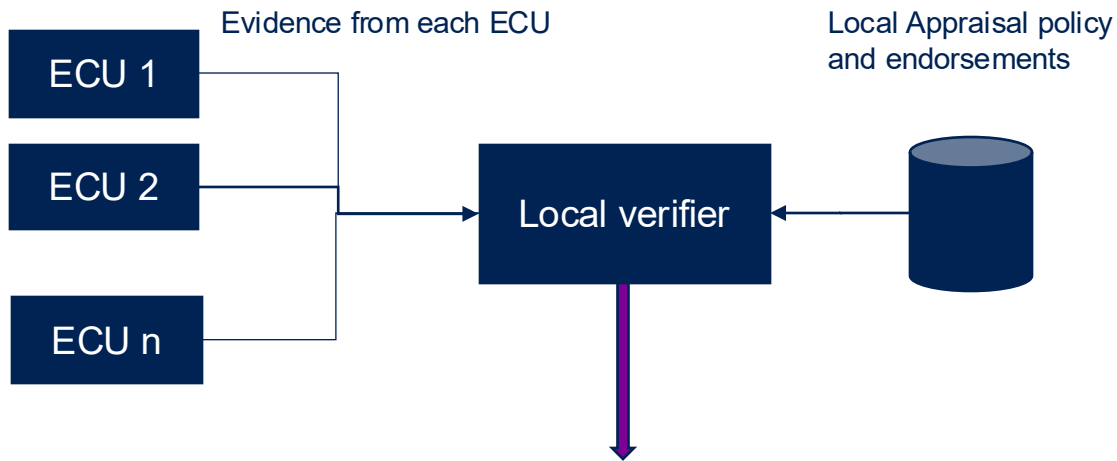 Evidence from each ECU
Local Appraisal policy
and endorsements
ECU 1
ECU 2
Local verifier
ECU n